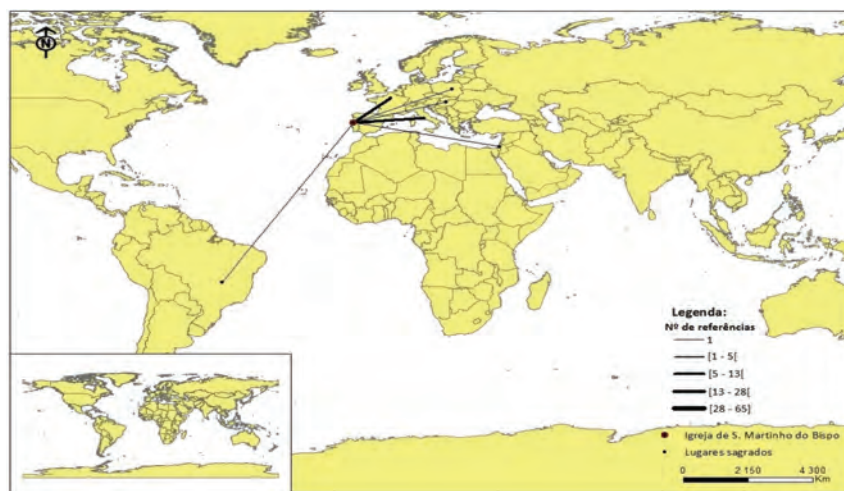 N
Legenda:
Nº de referências
1
[1 - 5[
[5 - 13[
[13 - 28[
[28 - 65]
Igreja de S. Martinho do Bispo
Lugares sagrados
0 2 150 4 300
Km